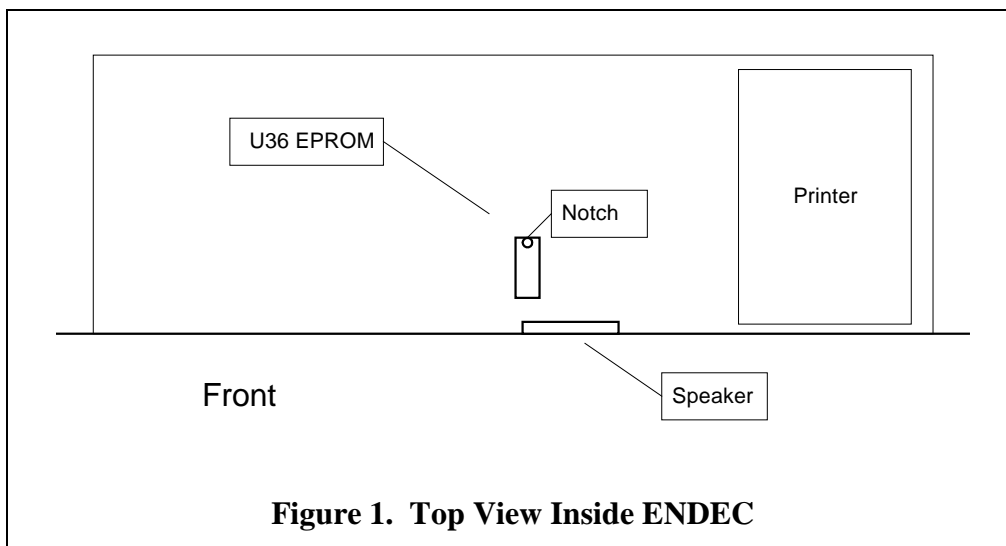 U36 EPROM
Notch
Printer
Speaker
Front
Figure 1. Top View Inside ENDEC